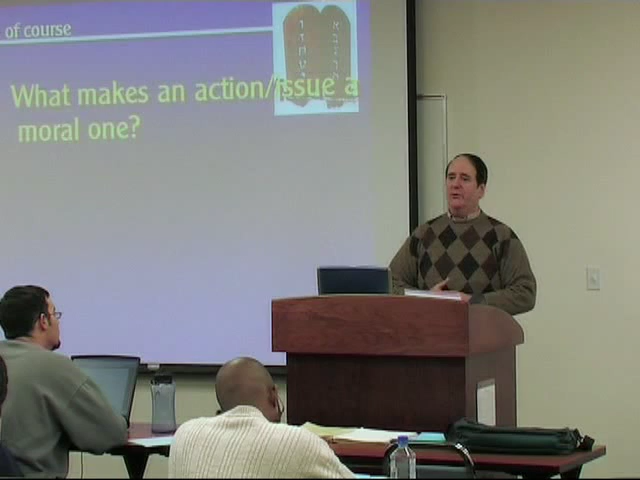 of course
What makes an action/issue a
moral one?